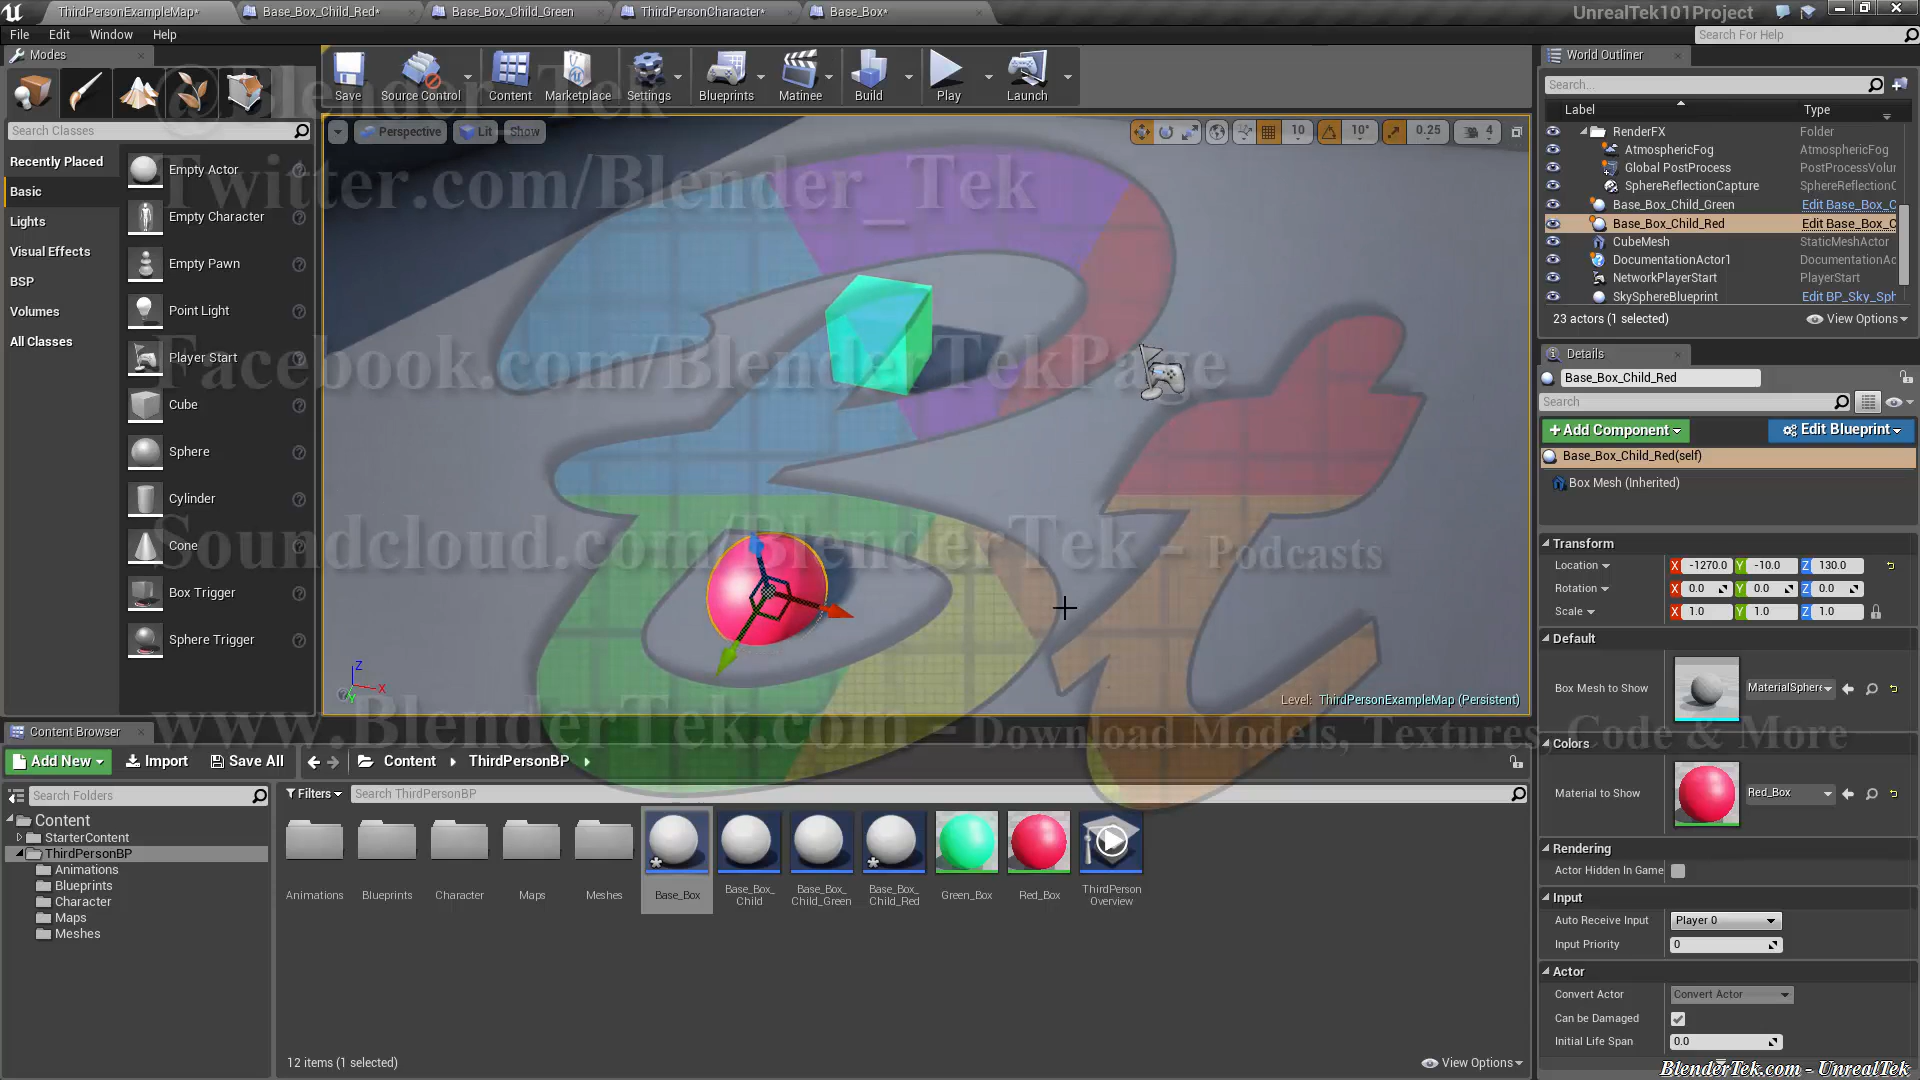 ThirdPersonExampleMap*
Base_Box_Child_Red*
Base_Box_Child_Green
ThirdPersonCharacter*
Base_Box*
UnrealTek101Project
File
Edit
Window
Help
Search For Help
Modes
Save
Source Control
Content
Marketplace
Settings
Blueprints
Matinee
Build
Play
Launch
Search Classes
Recently Placed
Basic
Lights
Visual Effects
BSP
Volumes
All Classes
Empty Actor
Empty Character
Empty Pawn
Point Light
Player Start
Cube
Sphere
Cylinder
Cone
Box Trigger
Sphere Trigger
Perspective
Lit
Show
10
10°
0.25
4
@Blender_Tek
Twitter.com/Blender_Tek
Facebook.com/BlenderTekPage
Soundcloud.com/BlenderTek - Podcasts
www.BlenderTek.com - Download Models, Textures, Code & More
Z
X
Y
Level: ThirdPersonExampleMap (Persistent)
World Outliner
Search...
Label
Type
RenderFX
Folder
AtmosphericFog
AtmosphericFog
Global PostProcess
PostProcessVolur
SphereReflectionCapture
SphereReflectionC
Base_Box_Child_Green
Edit Base_Box_C
Base_Box_Child_Red
Edit Base_Box_C
CubeMesh
StaticMeshActor
DocumentationActor1
DocumentationAc
NetworkPlayerStart
PlayerStart
SkySphereBlueprint
Edit BP_Sky_Sph
23 actors (1 selected)
View Options
Details
Base_Box_Child_Red
Search
+Add Component
Edit Blueprint
Base_Box_Child_Red(self)
Box Mesh (Inherited)
Transform
Location
X -1270.0 Y -10.0 Z 130.0
Rotation
X 0.0 Y 0.0 Z 0.0
Scale
X 1.0 Y 1.0 Z 1.0
Default
Box Mesh to Show
MaterialSphere
Colors
Material to Show
Red_Box
Rendering
Actor Hidden In Game
Input
Auto Receive Input
Player 0
Input Priority
0
Actor
Convert Actor
Convert Actor
Can be Damaged
Initial Life Span
0.0
Content Browser
Add New
Import
Save All
Content
ThirdPersonBP
Search Folders
Filters
Search ThirdPersonBP
Content
StarterContent
ThirdPersonBP
Animations
Blueprints
Character
Maps
Meshes
Animations
Blueprints
Character
Maps
Meshes
Base_Box
Base_Box_
Child
Base_Box_
Child_Green
Base_Box_
Child_Red
Green_Box
Red_Box
ThirdPerson
Overview
12 items (1 selected)
View Options
BlenderTek.com - UnrealTek